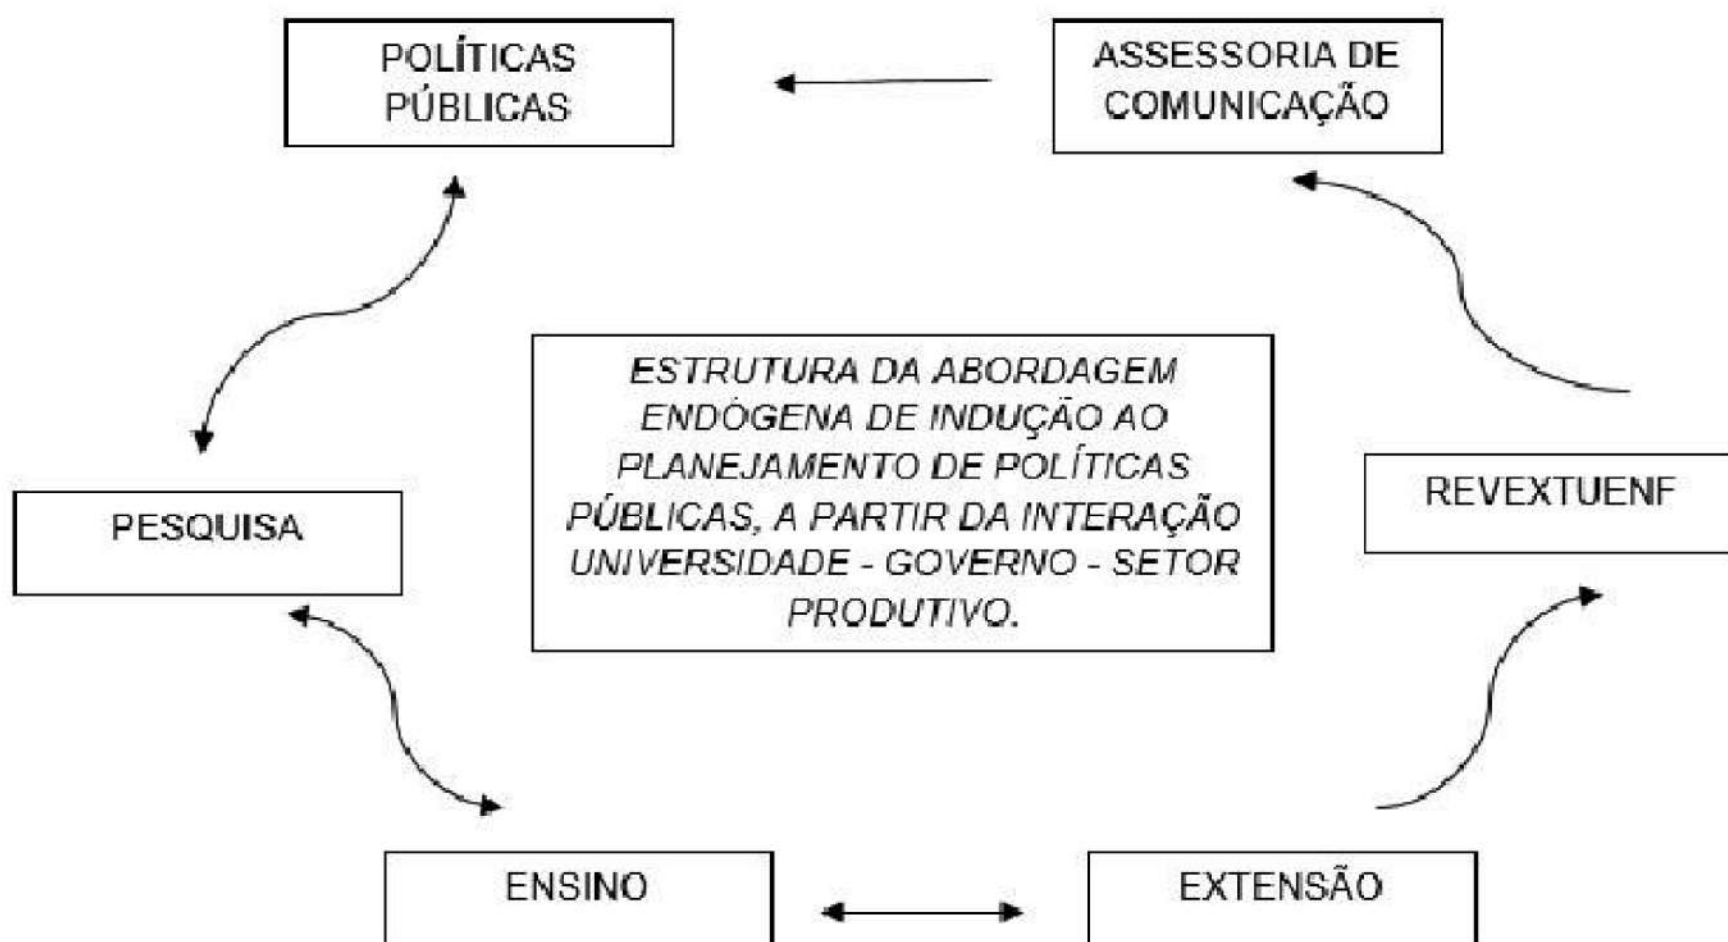 POLÍTICAS
PÚBLICAS
ASSESSORIA DE
COMUNICAÇÃO
ESTRUTURA DA ABORDAGEM
ENDÓGENA DE INDUÇÃO AO
PLANEJAMENTO DE POLÍTICAS
PÚBLICAS, A PARTIR DA INTERAÇÃO
UNIVERSIDADE - GOVERNO - SETOR
PRODUTIVO.
PESQUISA
REVEXTUENF
ENSINO
EXTENSÃO